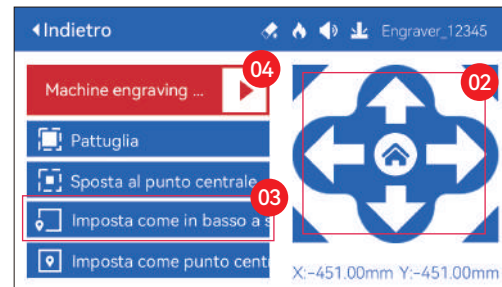 Indietro
Engraver_12345
04
Machine engraving ...
02
Pattuglia
Sposta al punto centrale
03
Imposta come in basso a s
Imposta come punto centr
X:-451.00mm Y:-451.00mm